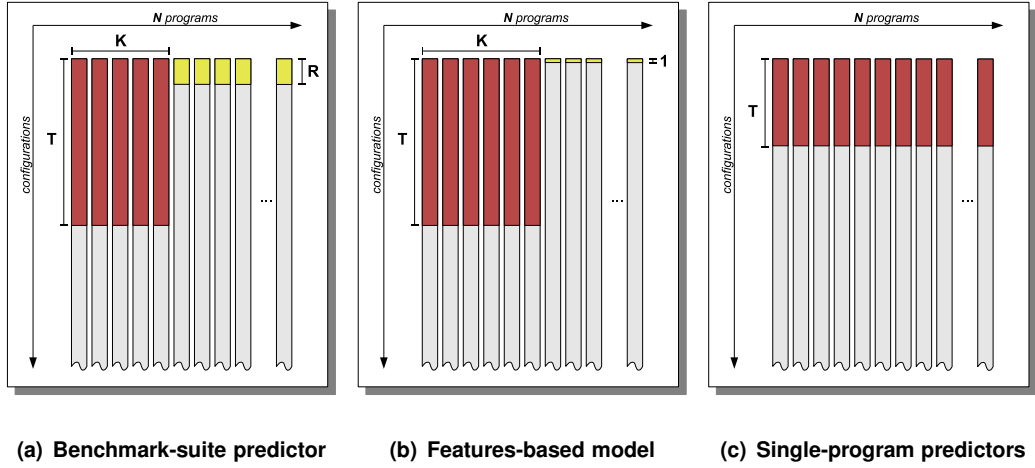 N programs
K
R
T
configurations
...
N programs
K
1
T
configurations
...
N programs
T
configurations
...
(a) Benchmark-suite predictor
(b) Features-based model
(c) Single-program predictors